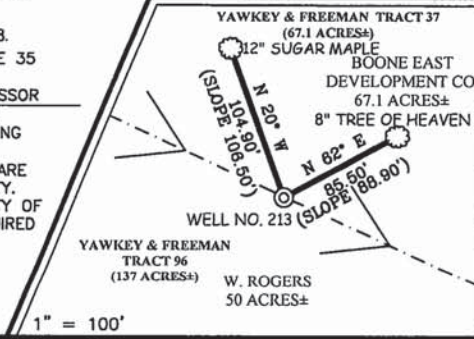 B.
E 35
SSOR
NG
ARE
Y.
Y OF
IRED
YAWKEY & FREEMAN TRACT 37
(67.1 ACRES±)
12" SUGAR MAPLE
BOONE EAST
DEVELOPMENT CO
67.1 ACRES±
8" TREE OF HEAVEN
N 20° W
104.90'
(SLOPE 106.50')
N 62° E
85.50'
(SLOPE 88.90')
WELL NO. 213
YAWKEY & FREEMAN
TRACT 96
(137 ACRES±)
W. ROGERS
50 ACRES±
1" = 100'